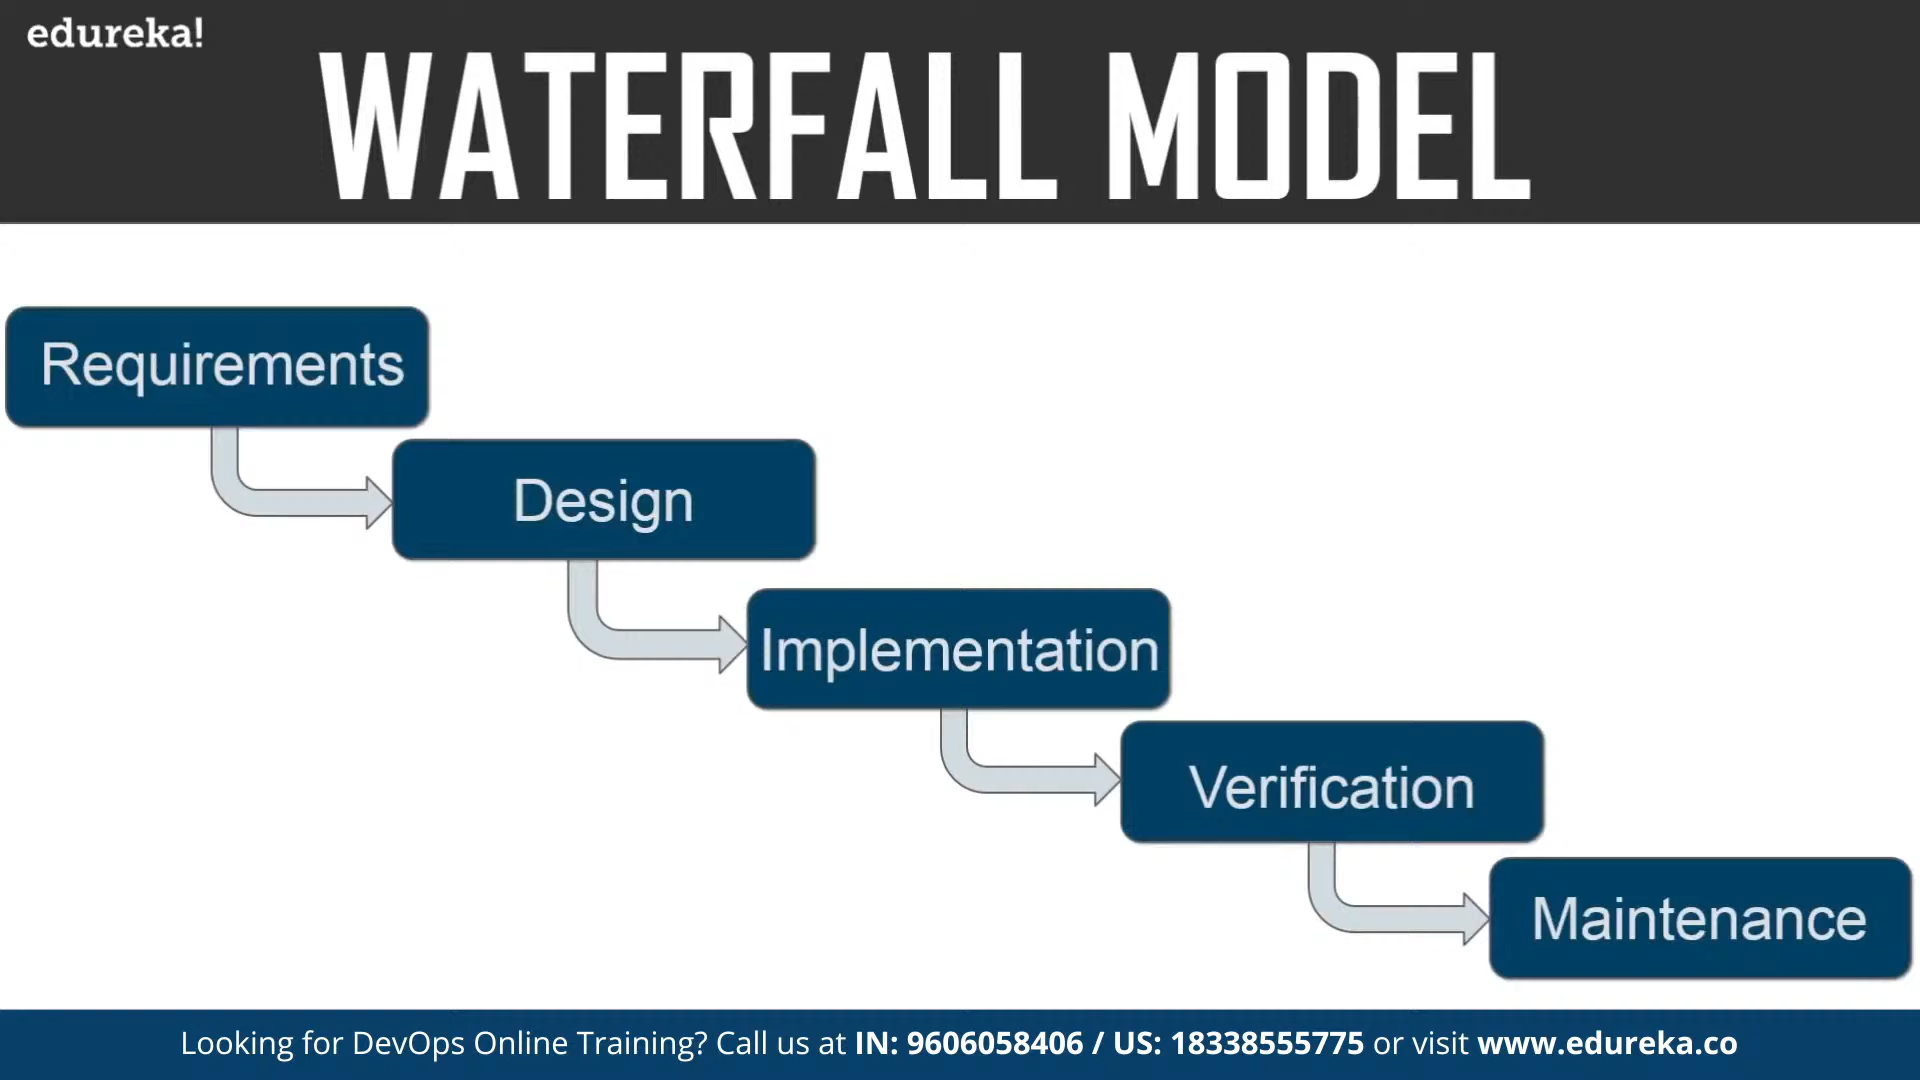 edureka!
WATERFALL MODEL
Requirements
Design
Implementation
Verification
Maintenance
Looking for DevOps Online Training? Call us at IN: 9606058406 / US: 18338555775 or visit www.edureka.co